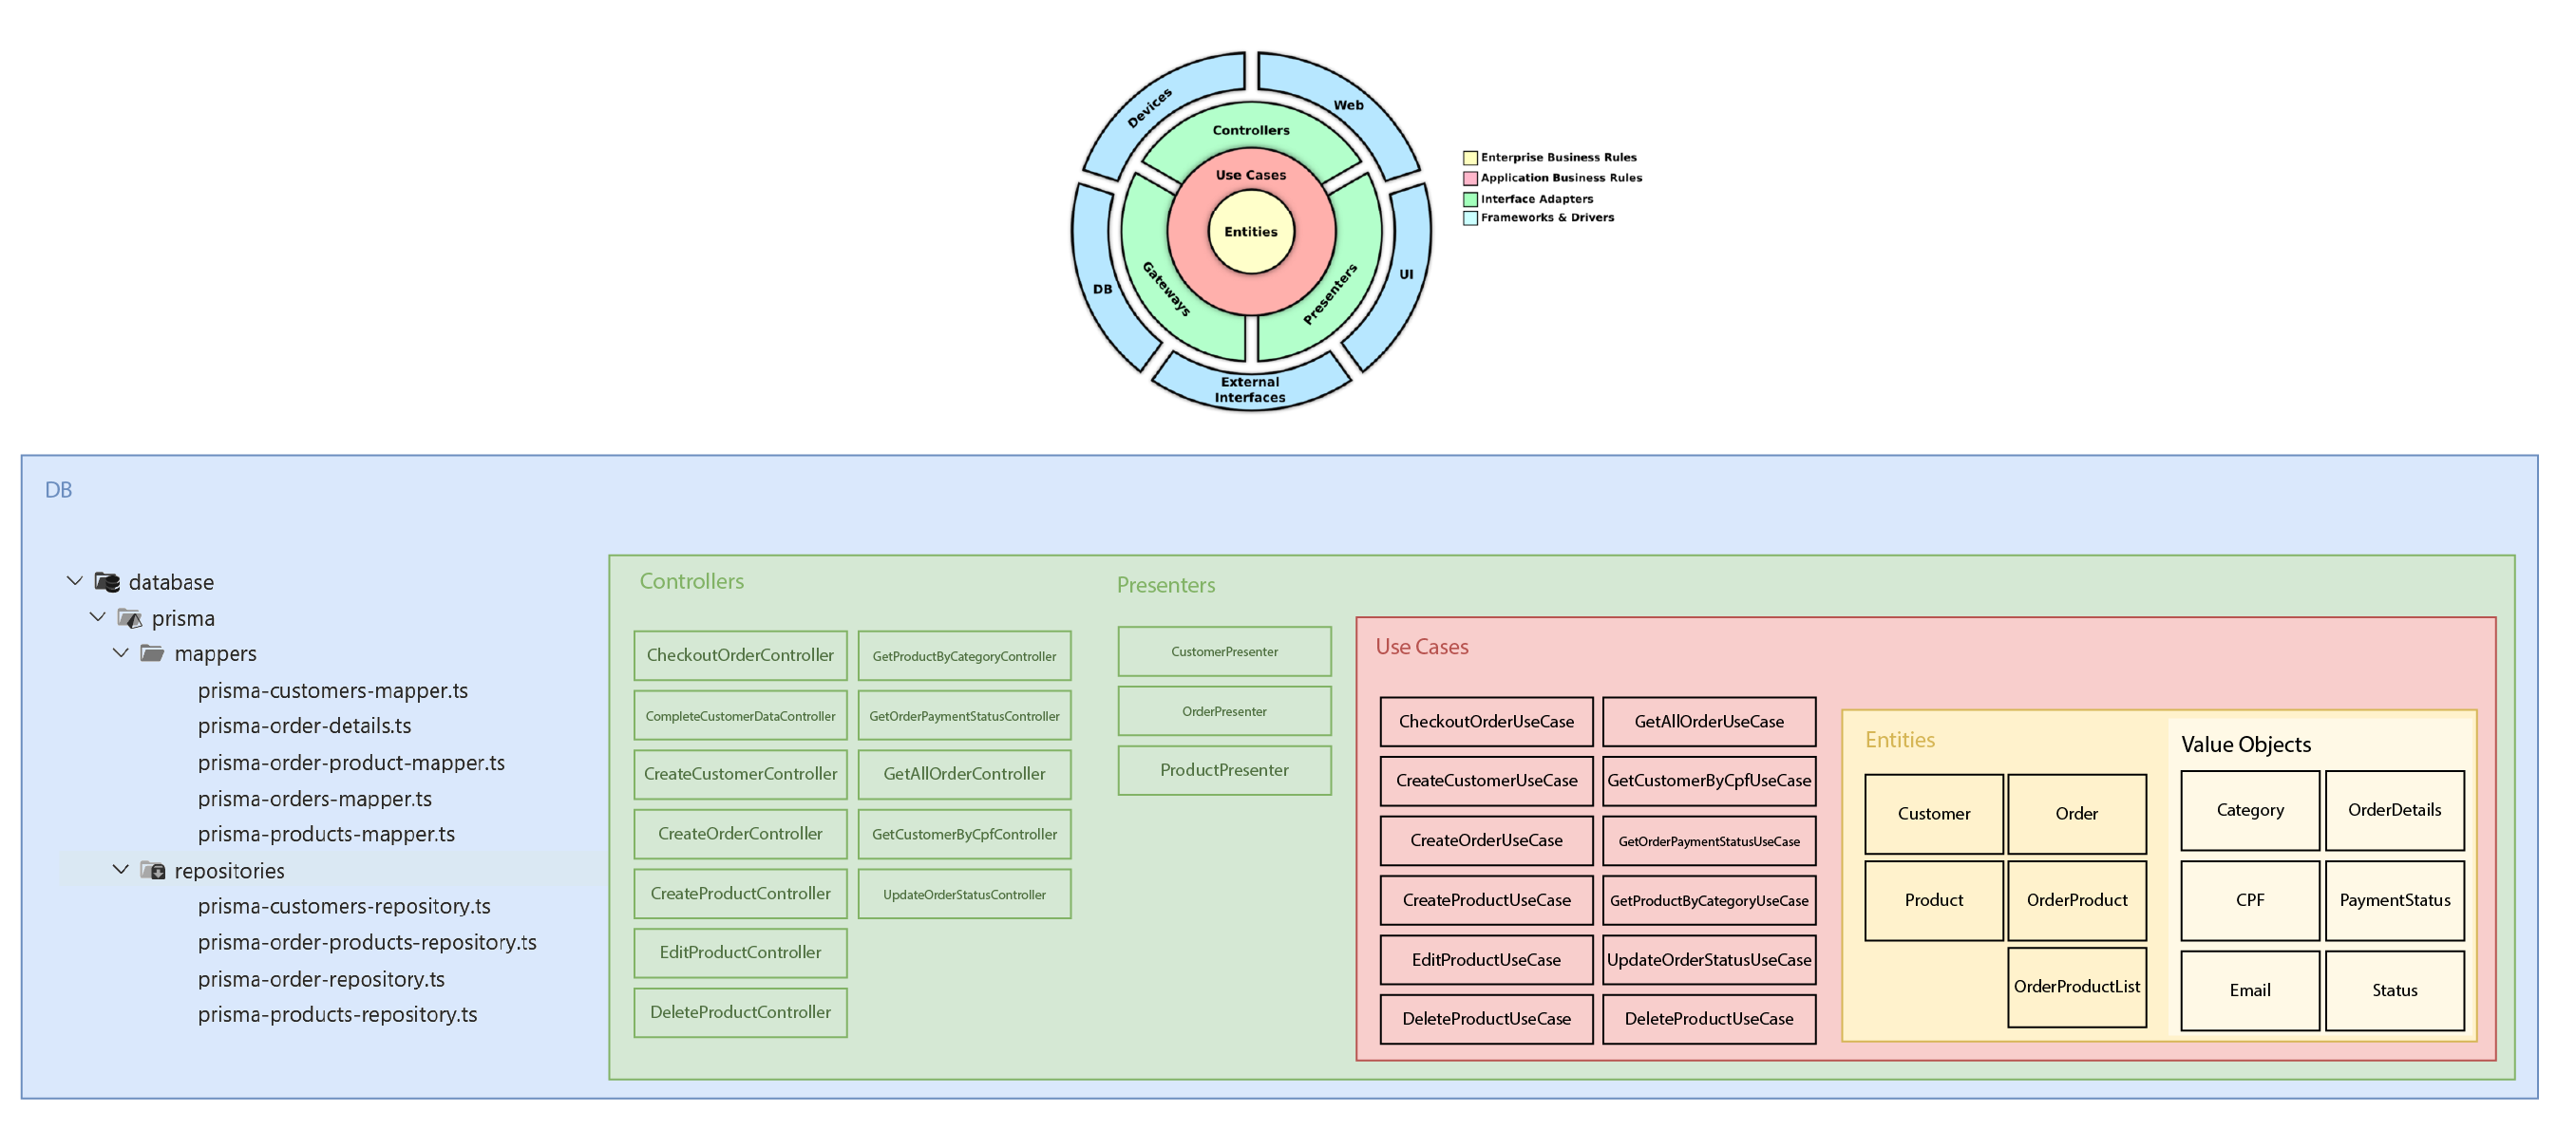 Devices
Web
Controllers
Use Cases
Entities
Gateways
Presenters
DB
UI
External
Interfaces
Enterprise Business Rules
Application Business Rules
Interface Adapters
Frameworks & Drivers
DB
database
prisma
mappers
prisma-customers-mapper.ts
prisma-order-details.ts
prisma-order-product-mapper.ts
prisma-orders-mapper.ts
prisma-products-mapper.ts
repositories
prisma-customers-repository.ts
prisma-order-products-repository.ts
prisma-order-repository.ts
prisma-products-repository.ts
Controllers
CheckoutOrderController
GetProductByCategoryController
CompleteCustomerDataController
GetOrderPaymentStatusController
CreateCustomerController
GetAllOrderController
CreateOrderController
GetCustomerByCpfController
CreateProductController
UpdateOrderStatusController
EditProductController
DeleteProductController
Presenters
CustomerPresenter
OrderPresenter
ProductPresenter
Use Cases
CheckoutOrderUseCase
GetAllOrderUseCase
CreateCustomerUseCase
GetCustomerByCpfUseCase
CreateOrderUseCase
GetOrderPaymentStatusUseCase
CreateProductUseCase
GetProductByCategoryUseCase
EditProductUseCase
UpdateOrderStatusUseCase
DeleteProductUseCase
DeleteProductUseCase
Entities
Customer
Order
Product
OrderProduct
OrderProductList
Value Objects
Category
OrderDetails
CPF
PaymentStatus
Email
Status